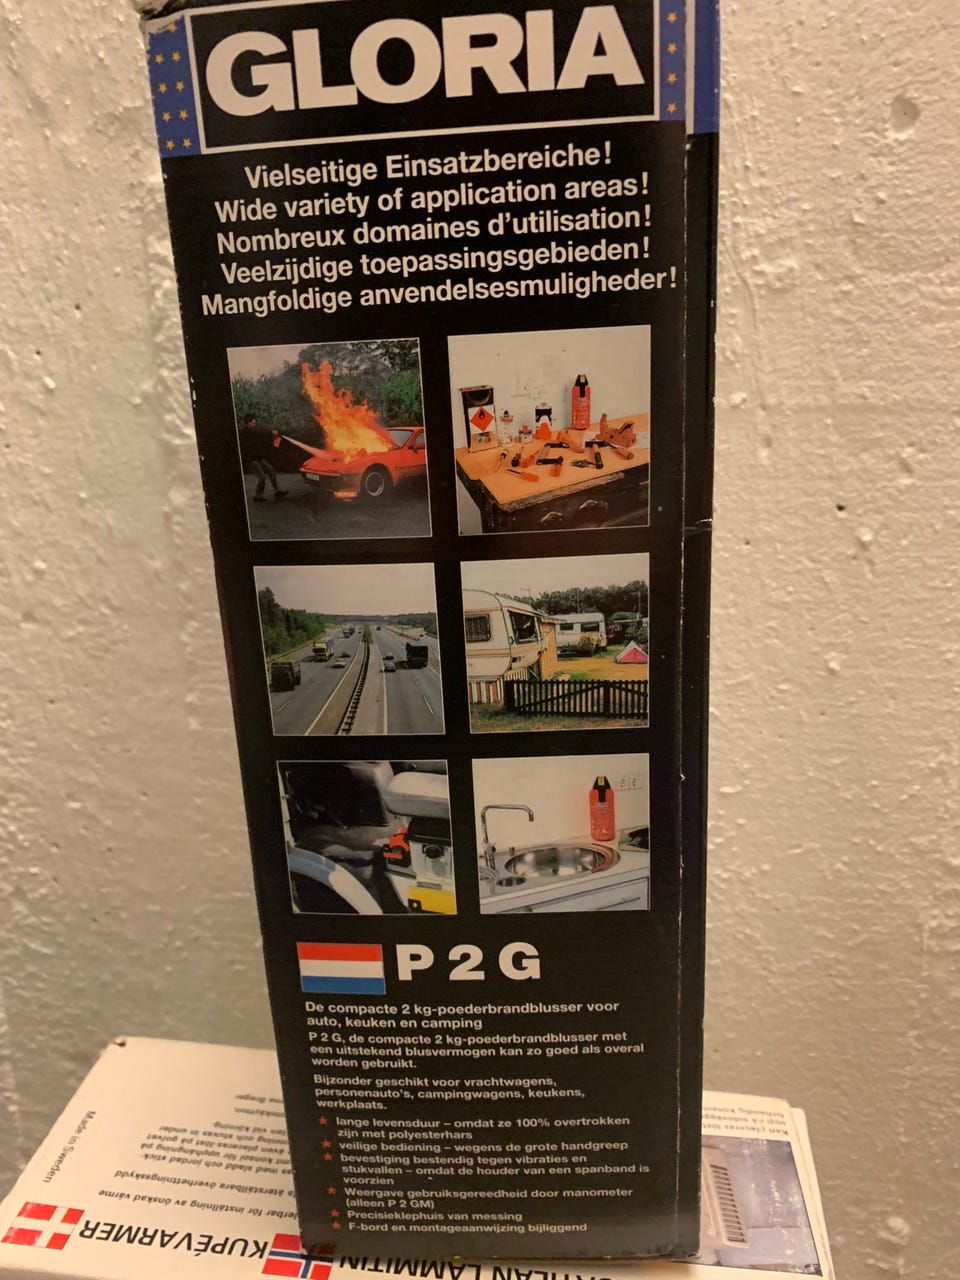 GLORIA
Vielseitige Einsatzbereiche!
Wide variety of application areas!
Nombreux domaines d'utilisation!
Veelzijdige toepassingsgebieden!
Mangfoldige anvendelsesmuligheder!
P 2 G
De compacte 2 kg-poederbrandblusser voor
auto, keuken en camping
P 2 G, de compacte 2 kg-poederbrandblusser met
een uitstekend blusvermogen kan zo goed als overal
worden gebruikt.
Bijzonder geschikt voor vrachtwagens,
personenauto's, campingwagens, keukens,
werkplaats.
★ lange levensduur – omdat ze 100% overtrokken
zijn met polyesterhars
★ veilige bediening – wegens de grote handgreep
★ bevestiging bestendig tegen vibraties en
stukvallen – omdat de houder van een spanband is
voorzien
★ Weergave gebruiksgereedheid door manometer
(alleen P 2 GM)
★ Precisieklephuis van messing
★ F-bord en montageaanwijzing bijliggend
Made in Sweden
KUPÉVARMER